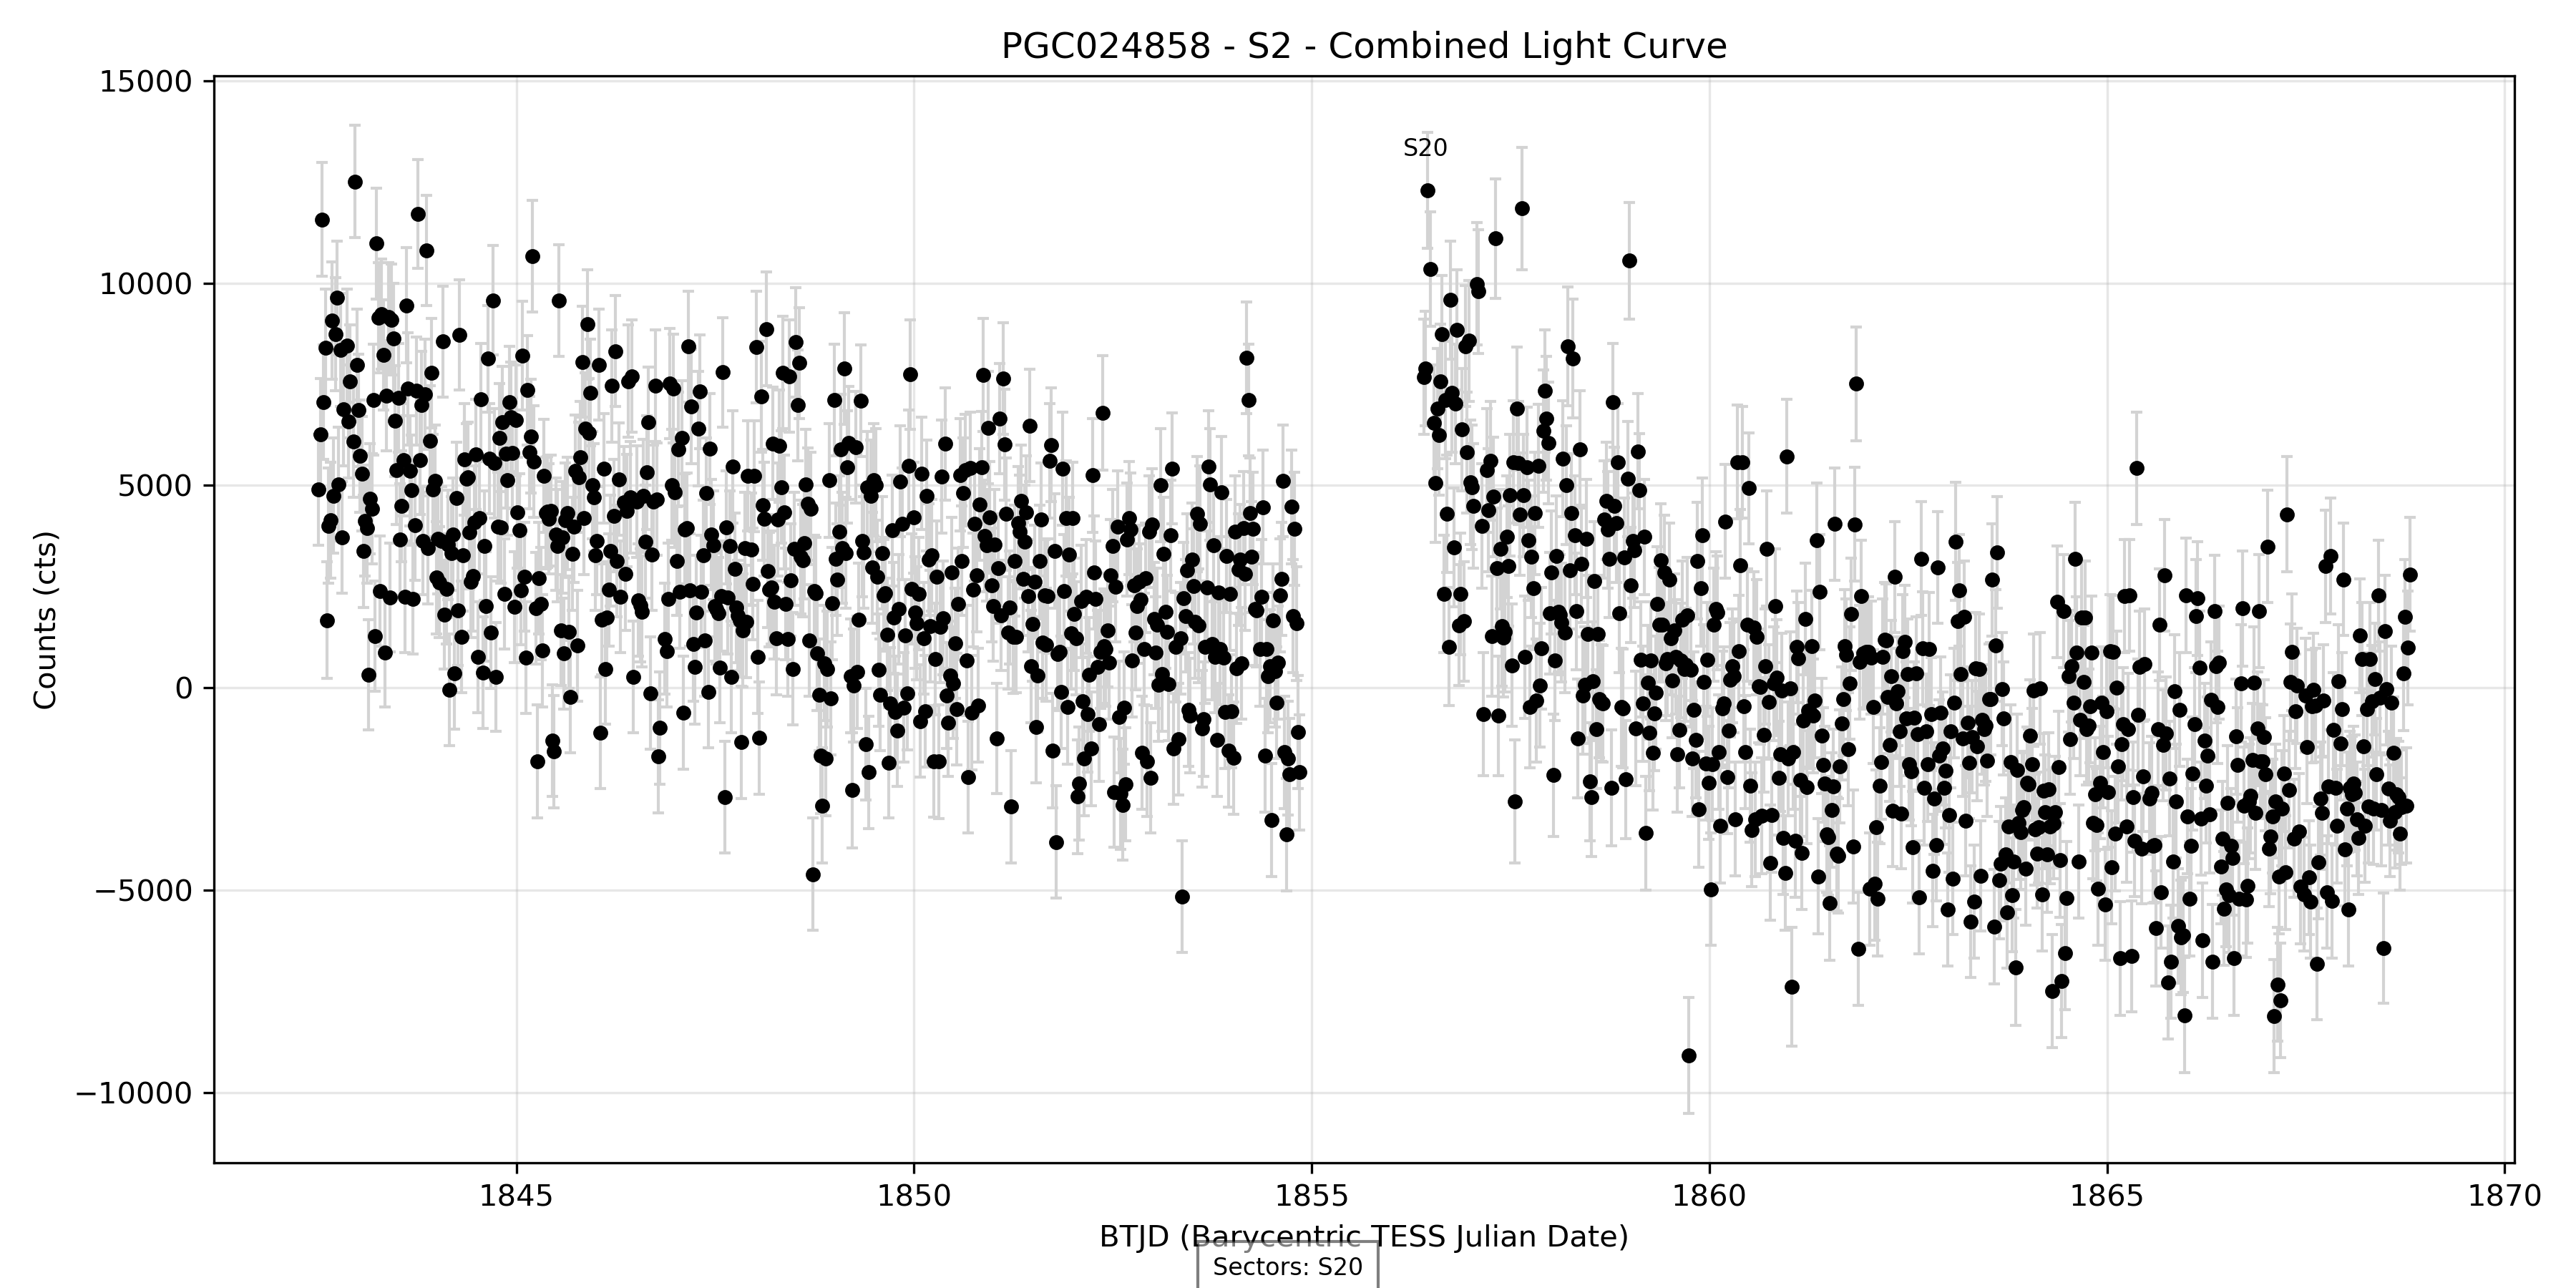 PGC024858 - S2 - Combined Light Curve
15000
10000
5000
0
−5000
−10000
Counts (cts)
S20
1845
1850
1855
1860
1865
1870
BTJD (Barycentric TESS Julian Date)
Sectors: S20